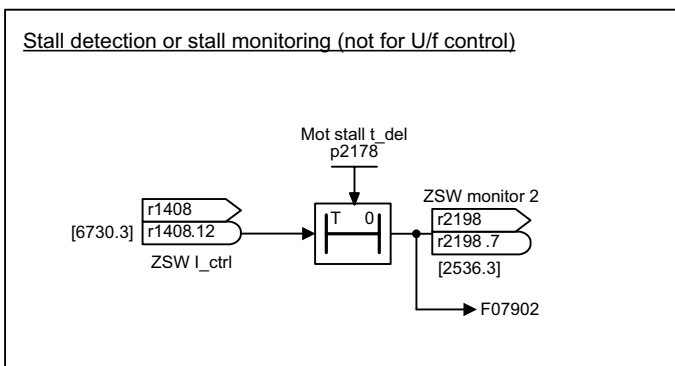 Stall detection or stall monitoring (not for U/f control)
Mot stall t_del
p2178
ZSW monitor 2
r1408
T 0
r2198
[6730.3]
r1408.12
r2198 .7
ZSW I_ctrl
[2536.3]
F07902